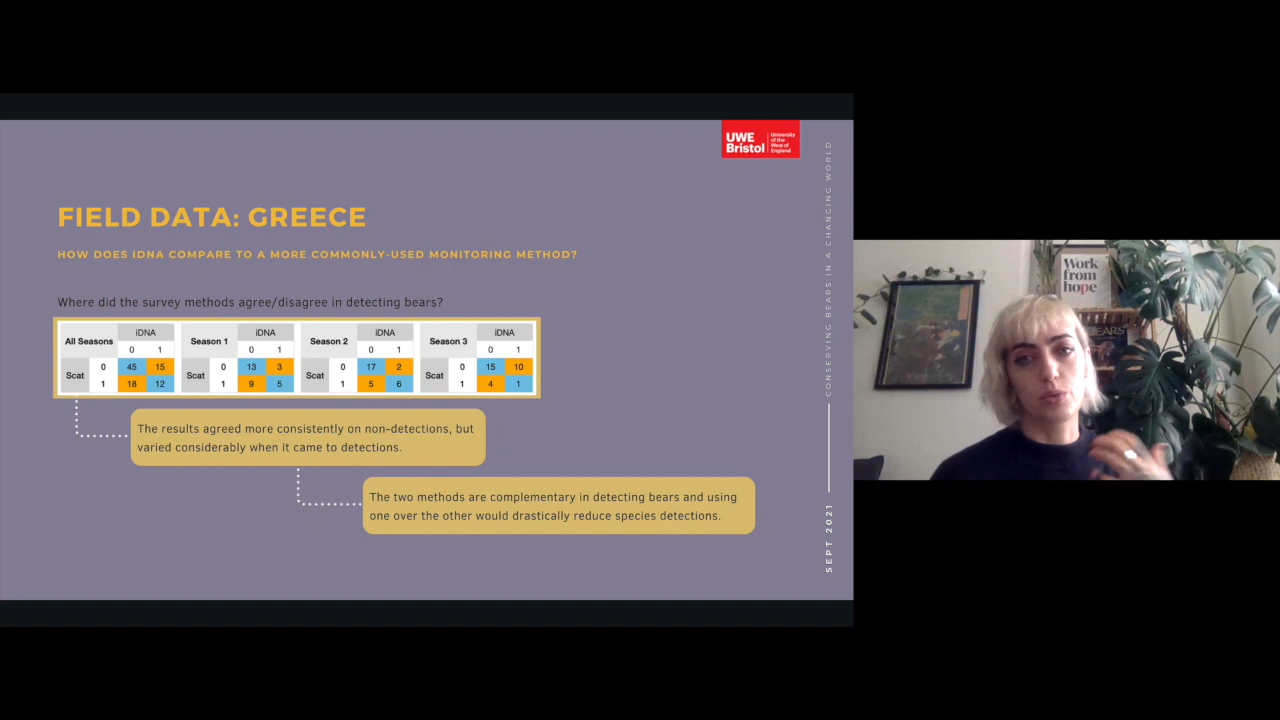 UWE Bristol
University of the West of England
FIELD DATA: GREECE
HOW DOES IDNA COMPARE TO A MORE COMMONLY-USED MONITORING METHOD?
Where did the survey methods agree/disagree in detecting bears?
All Seasons iDNA Season 1 iDNA Season 2 iDNA Season 3 iDNA
0 1 0 1 0 1 0 1
Scat 0 45 15 Scat 0 13 3 Scat 0 17 2 Scat 0 15 10
1 18 12 1 9 5 1 5 6 1 4 1
The results agreed more consistently on non-detections, but
varied considerably when it came to detections.
The two methods are complementary in detecting bears and using
one over the other would drastically reduce species detections.
CONSERVING BEARS IN A CHANGING WORLD
SEPT 2021
Work
from
hope